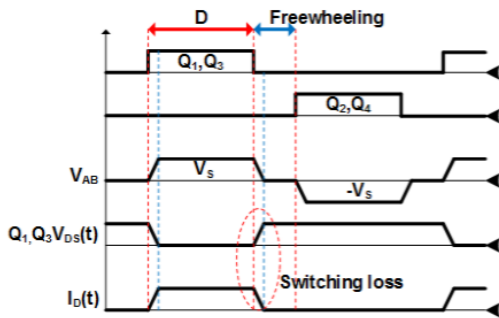 D
Freewheeling
Q1,Q3
Q2,Q4
VAB
VS
-VS
Q1,Q3VDS(t)
Switching loss
ID(t)